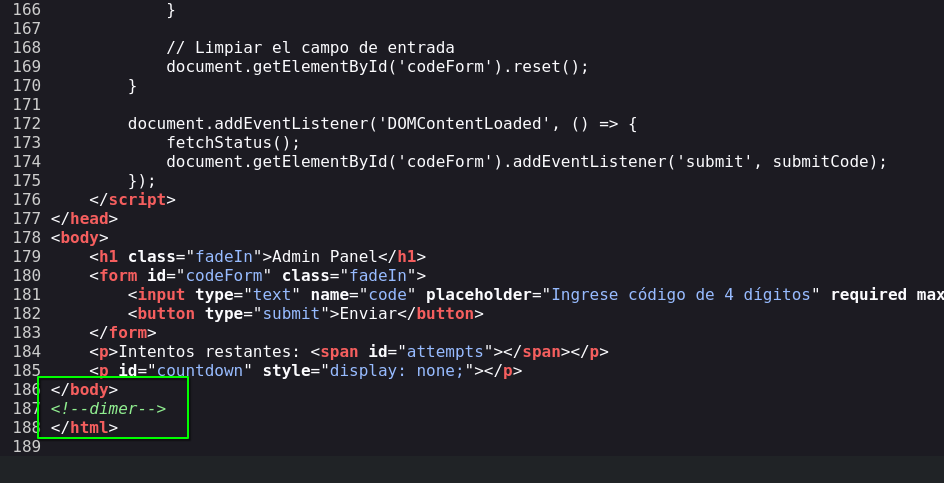 166             }
167
168             // Limpiar el campo de entrada
169             document.getElementById('codeForm').reset();
170         }
171
172         document.addEventListener('DOMContentLoaded', () => {
173             fetchStatus();
174             document.getElementById('codeForm').addEventListener('submit', submitCode);
175         });
176     </script>
177 </head>
178 <body>
179     <h1 class="fadeIn">Admin Panel</h1>
180     <form id="codeForm" class="fadeIn">
181         <input type="text" name="code" placeholder="Ingrese código de 4 dígitos" required max
182         <button type="submit">Enviar</button>
183     </form>
184     <p>Intentos restantes: <span id="attempts"></span></p>
185     <p id="countdown" style="display: none;"></p>
186 </body>
187 <!--dimer-->
188 </html>
189